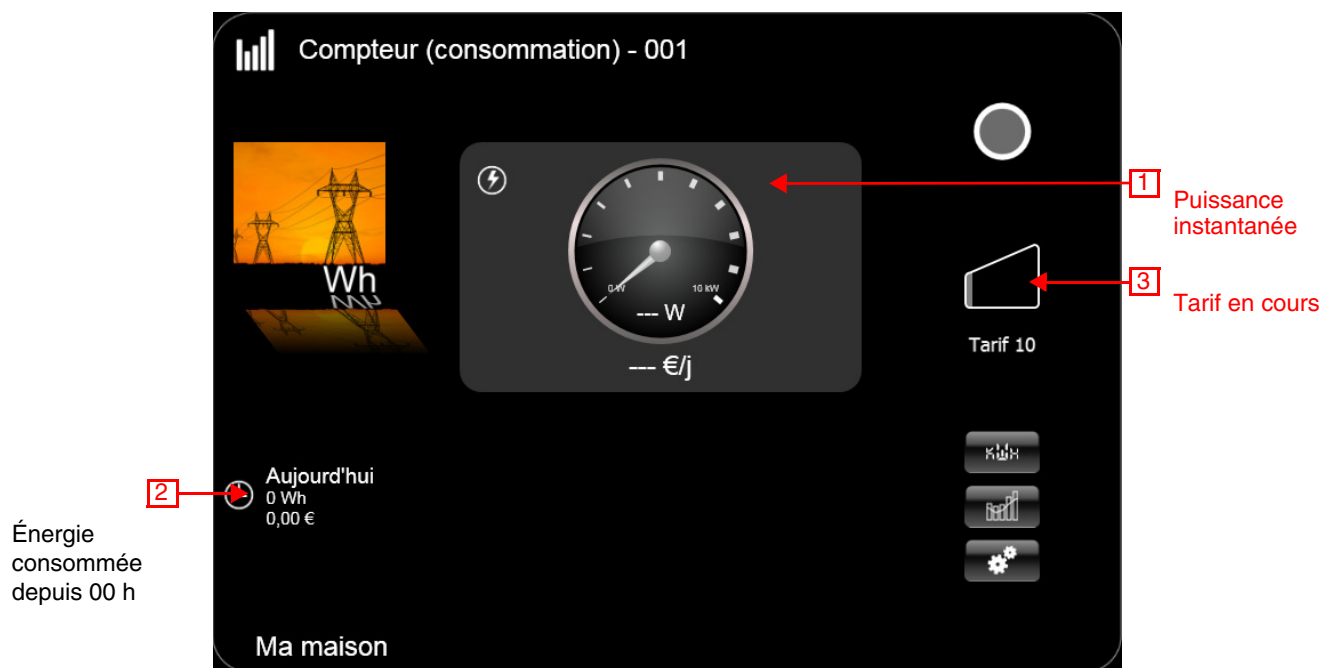 Compteur (consommation) - 001
1
Puissance
instantanée
Wh
0 W
10 kW
--- W
--- €/j
3
Tarif en cours
Tarif 10
kWh
2
Aujourd'hui
0 Wh
0,00 €
Énergie
consommée
depuis 00 h
Ma maison